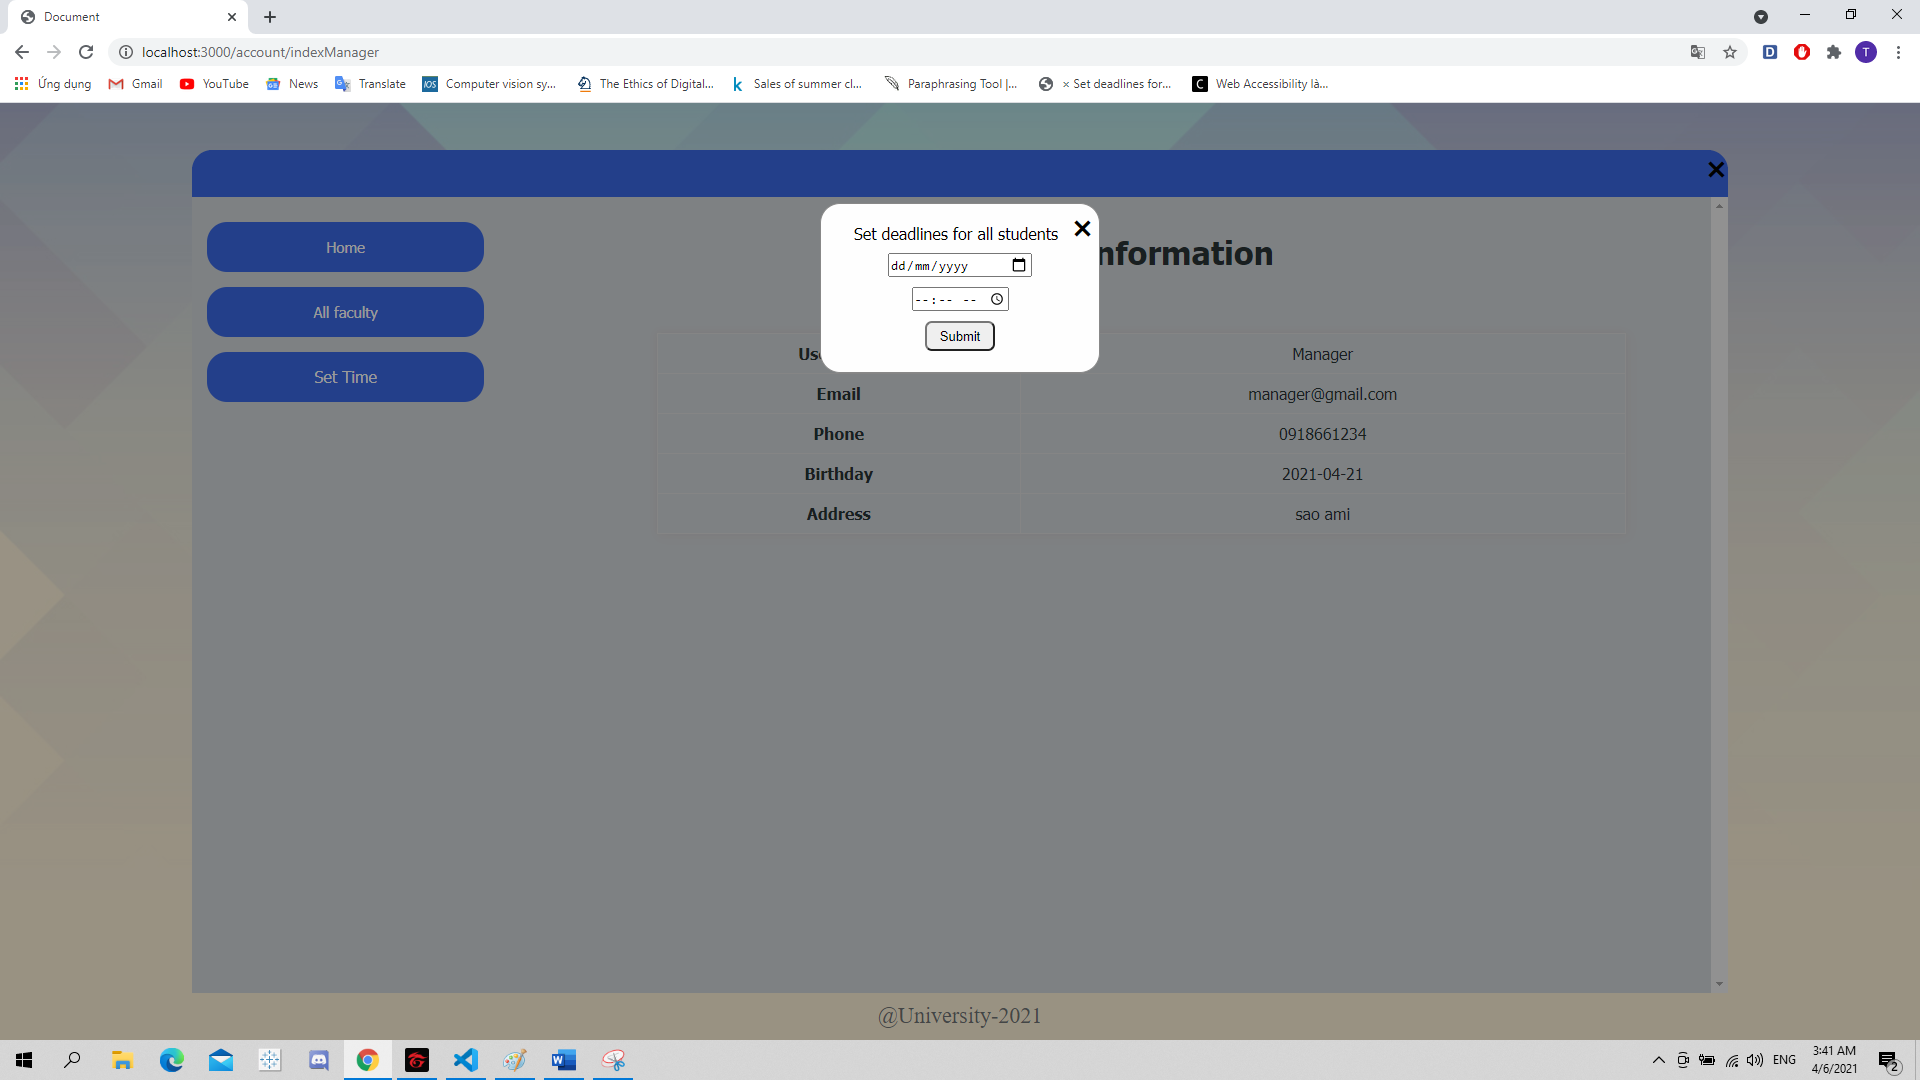 Document
localhost:3000/account/indexManager
Ứng dụng
Gmail
YouTube
News
Translate
Computer vision sy...
The Ethics of Digital...
Sales of summer cl...
Paraphrasing Tool |...
× Set deadlines for...
Web Accessibility là...
Home
All faculty
Set Time
Set deadlines for all students
dd/mm/yyyy
--:-- --
Submit
nformation
Us
Manager
Email
manager@gmail.com
Phone
0918661234
Birthday
2021-04-21
Address
sao ami
@University-2021
ENG
3:41 AM
4/6/2021
2